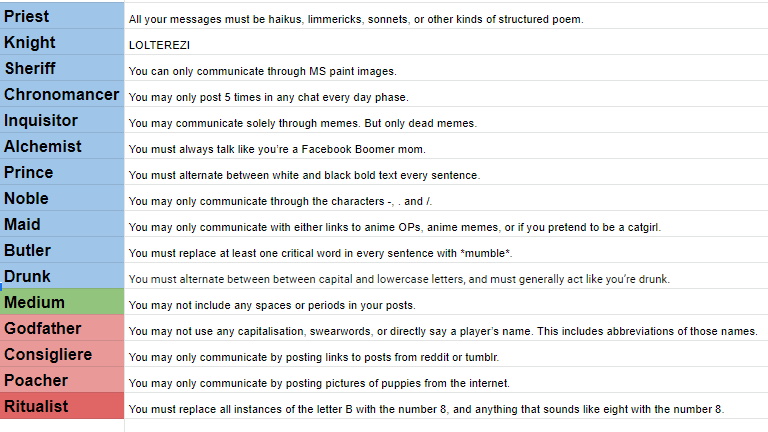 Priest All your messages must be haikus, limmericks, sonnets, or other kinds of structured poem.
Knight LOLTEREZI
Sheriff You can only communicate through MS paint images.
Chronomancer You may only post 5 times in any chat every day phase.
Inquisitor You may communicate solely through memes. But only dead memes.
Alchemist You must always talk like you're a Facebook Boomer mom.
Prince You must alternate between white and black bold text every sentence.
Noble You may only communicate through the characters -, . and /.
Maid You may only communicate with either links to anime OPs, anime memes, or if you pretend to be a catgirl.
Butler You must replace at least one critical word in every sentence with *mumble*.
Drunk You must alternate between between capital and lowercase letters, and must generally act like you're drunk.
Medium You may not include any spaces or periods in your posts.
Godfather You may not use any capitalisation, swearwords, or directly say a player's name. This includes abbreviations of those names.
Consigliere You may only communicate by posting links to posts from reddit or tumblr.
Poacher You may only communicate by posting pictures of puppies from the internet.
Ritualist You must replace all instances of the letter B with the number 8, and anything that sounds like eight with the number 8.